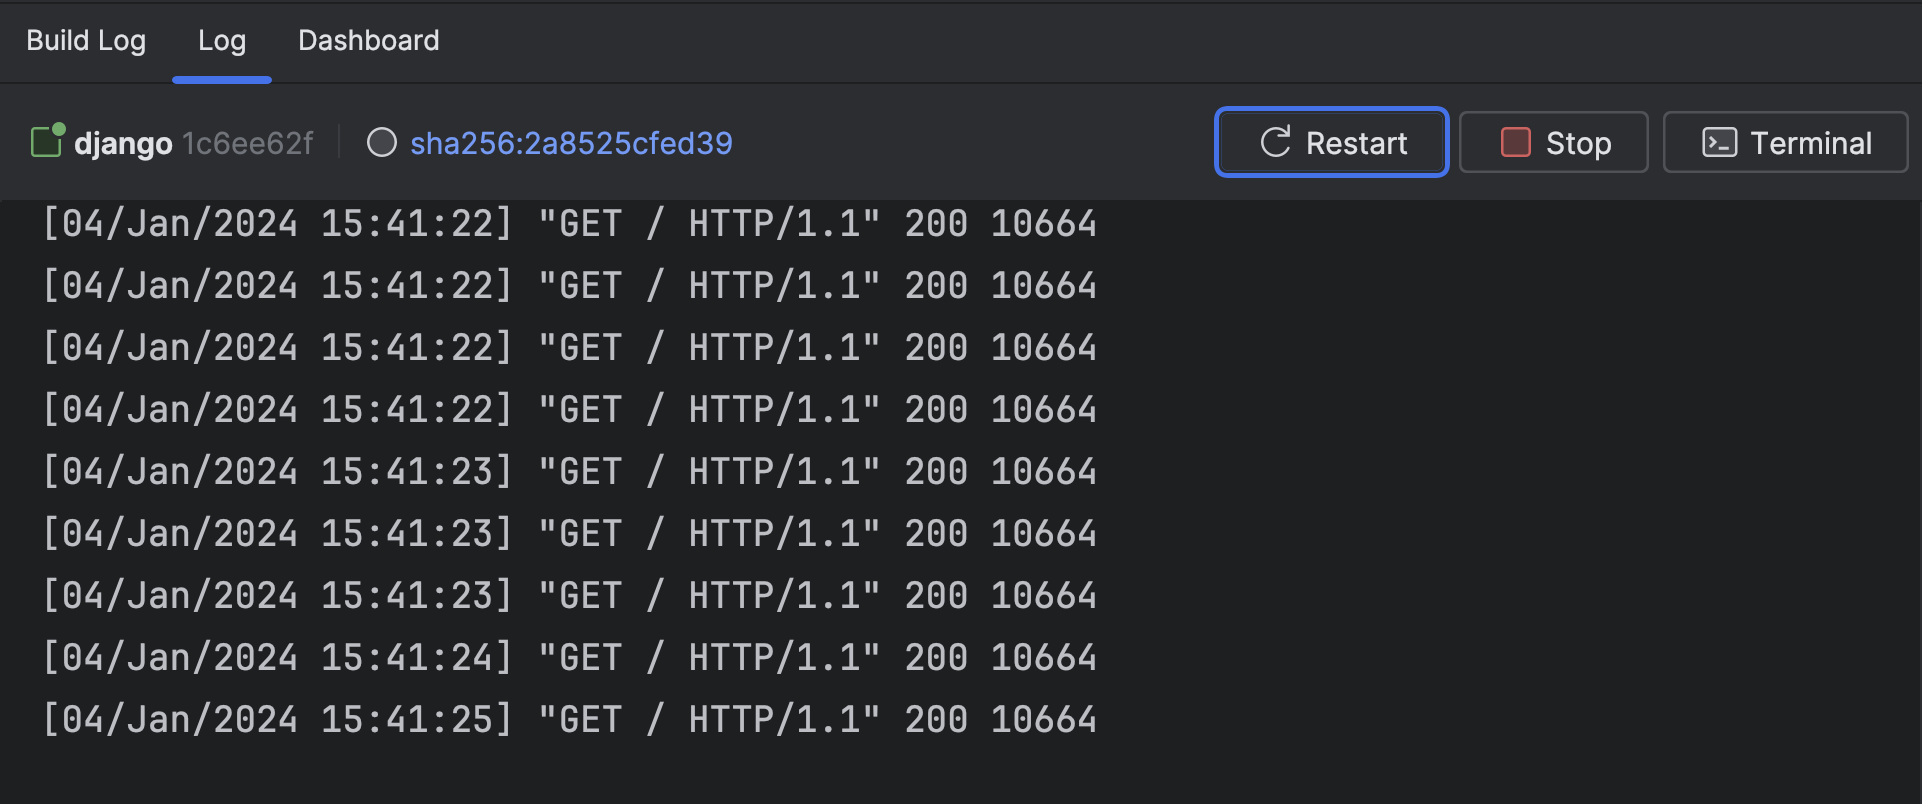 Build Log Log Dashboard
django 1c6ee62f sha256:2a8525cfed39 Restart Stop Terminal
[04/Jan/2024 15:41:22] "GET / HTTP/1.1" 200 10664
[04/Jan/2024 15:41:22] "GET / HTTP/1.1" 200 10664
[04/Jan/2024 15:41:22] "GET / HTTP/1.1" 200 10664
[04/Jan/2024 15:41:22] "GET / HTTP/1.1" 200 10664
[04/Jan/2024 15:41:23] "GET / HTTP/1.1" 200 10664
[04/Jan/2024 15:41:23] "GET / HTTP/1.1" 200 10664
[04/Jan/2024 15:41:23] "GET / HTTP/1.1" 200 10664
[04/Jan/2024 15:41:24] "GET / HTTP/1.1" 200 10664
[04/Jan/2024 15:41:25] "GET / HTTP/1.1" 200 10664